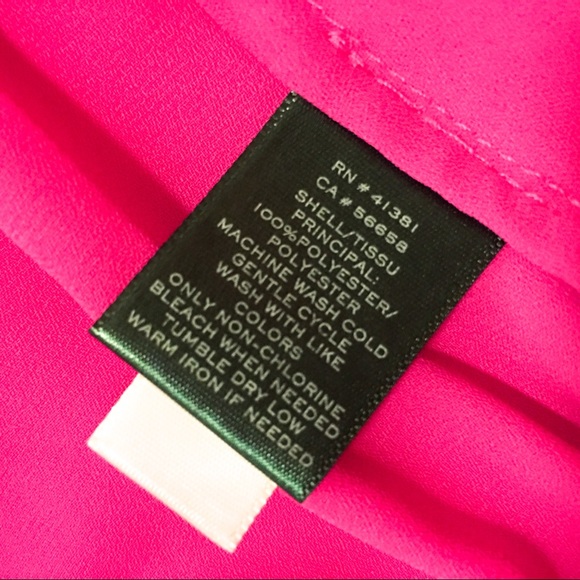 RN # 41381
CA # 56658
SHELL/TISSU
PRINCIPAL:
100%POLYESTER/
POLYESTER
MACHINE WASH COLD
GENTLE CYCLE
WASH WITH LIKE
COLORS
ONLY NON-CHLORINE
BLEACH WHEN NEEDED
TUMBLE DRY LOW
WARM IRON IF NEEDED